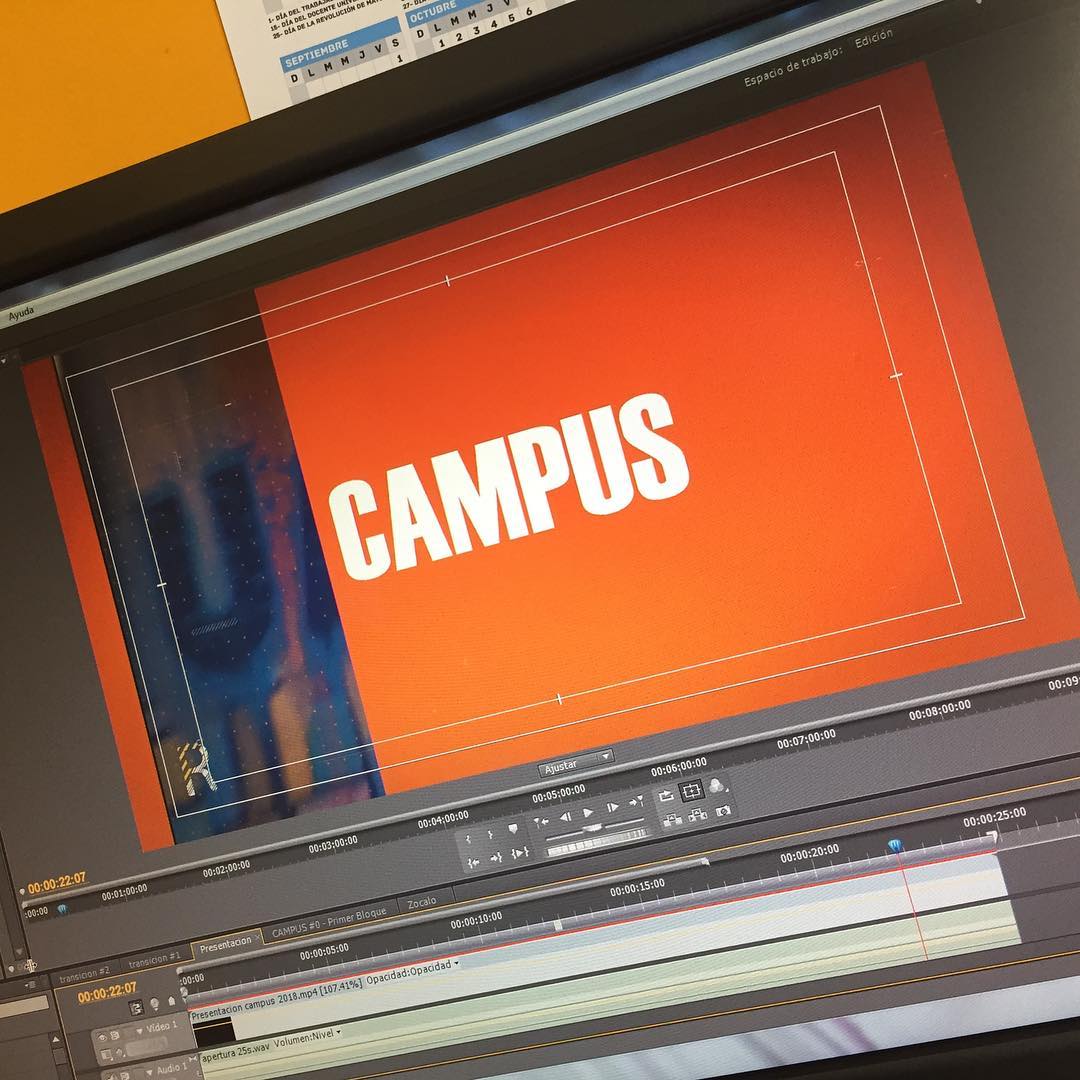 1- DÍA DEL TRABAJA
15- DÍA DEL DOCENTE UNIV
25- DÍA DE LA REVOLUCIÓN DE MAY
SEPTIEMBRE
D L M M J V S
1
OCTUBRE
D L M M J V
1 2 3 4 5 6
Espacio de trabajo: Edición
Ayuda
CAMPUS
R
Ajustar
00:00:22:07
:00:00 00:01:00:00 00:02:00:00 00:03:00:00 00:04:00:00 00:05:00:00 00:06:00:00 00:07:00:00 00:08:00:00 00:09:
transicion #2 transicion #1 Presentacion × CAMPUS #0 - Primer Bloque Zocalo
00:00:22:07
:00:00 00:00:05:00 00:00:10:00 00:00:15:00 00:00:20:00 00:00:25:00
Video 1
Presentacion campus 2018.mp4 [107.41%] Opacidad:Opacidad
Audio 1
apertura 25s.wav Volumen:Nivel